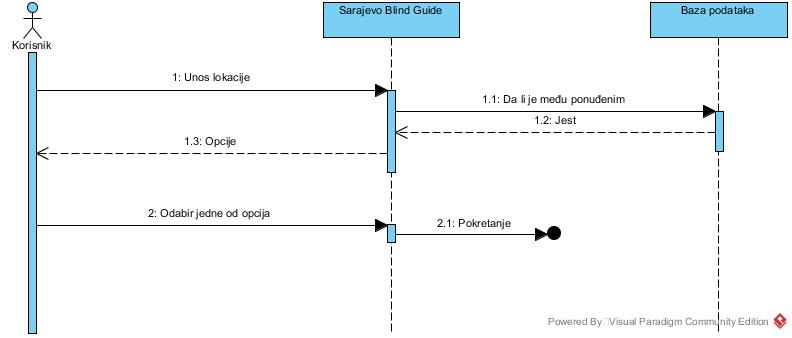 Sarajevo Blind Guide
Baza podataka
Korisnik
1: Unos lokacije
1.1: Da li je među ponuđenim
1.2: Jest
1.3: Opcije
2: Odabir jedne od opcija
2.1: Pokretanje
Powered By Visual Paradigm Community Edition